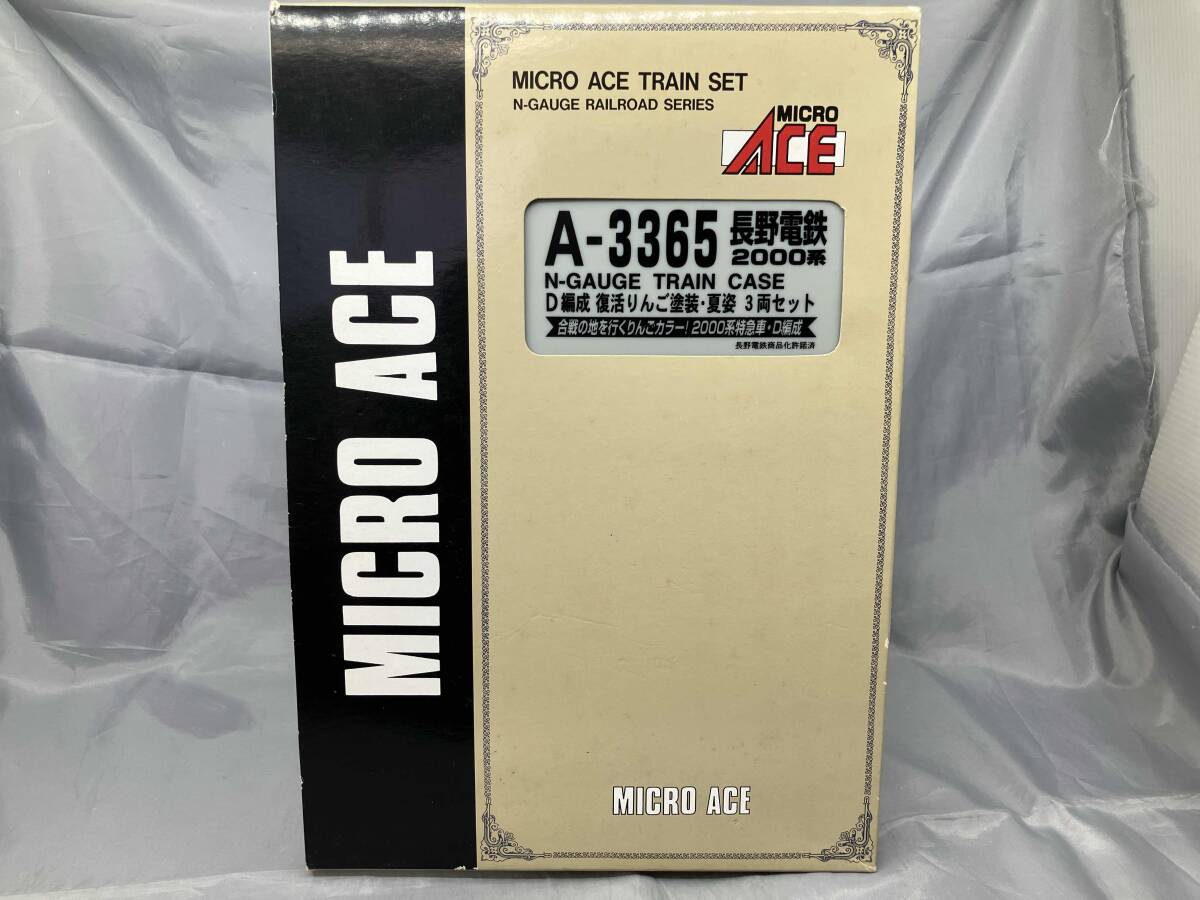 MICRO ACE
MICRO ACE TRAIN SET
N-GAUGE RAILROAD SERIES
MICRO
ACE
A-3365 長野電鉄
2000系
N-GAUGE TRAIN CASE
D編成 復活りんご塗装・夏姿 3両セット
合戦の地を行くりんごカラー!2000系特急車・D編成
長野電鉄商品化許諾済
MICRO ACE